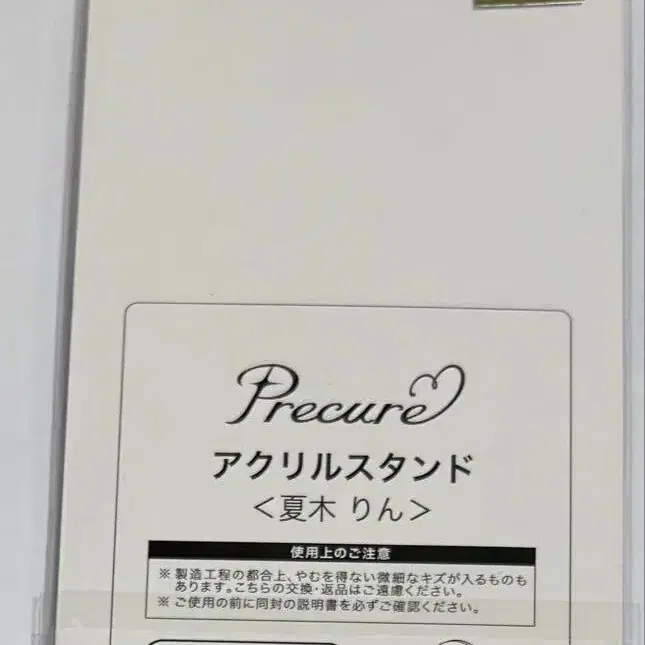 Precure
アクリルスタンド
＜夏木 りん＞
使用上のご注意
※ 製造工程の都合上、やむを得ない微細なキズが入るものも
あります。こちらの交換・返品はご遠慮ください。
※ ご使用の前に同封の説明書を必ずご確認ください。